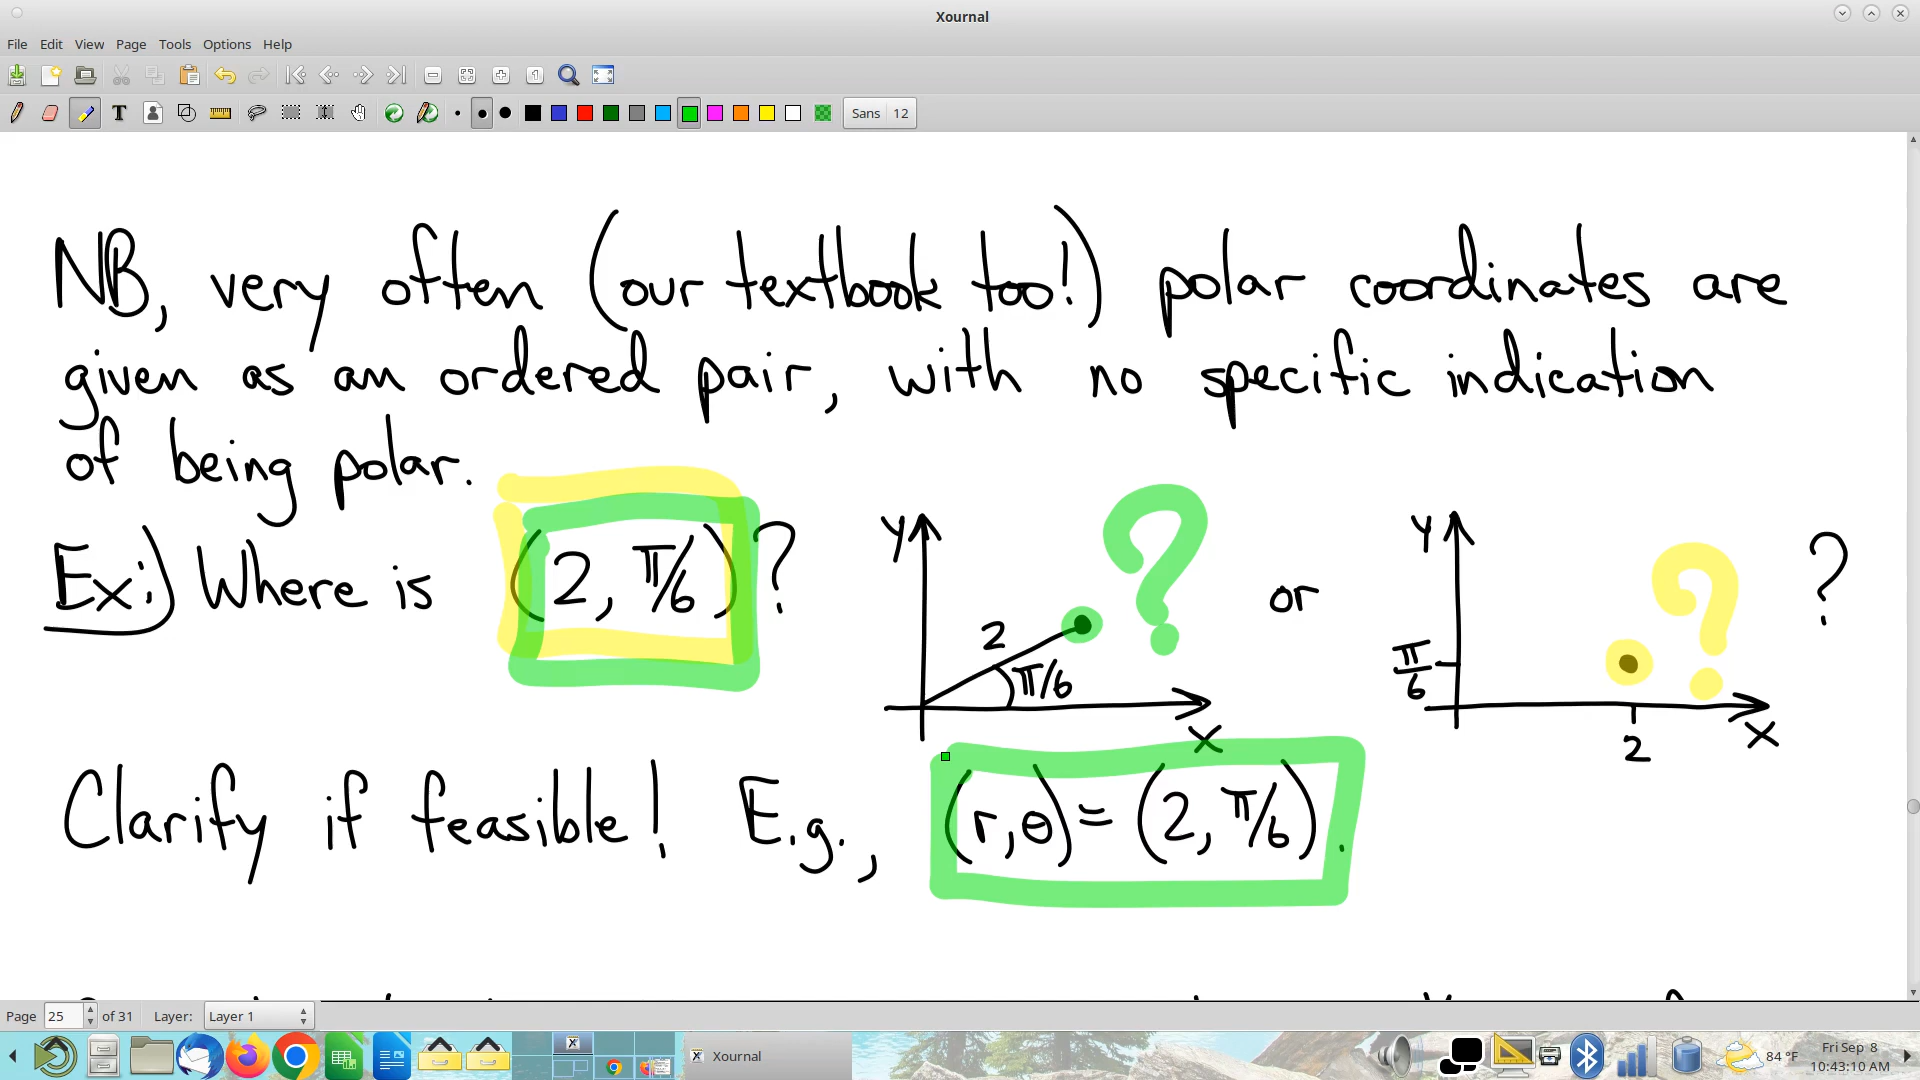 Xournal
File Edit View Page Tools Options Help
Sans 12
NB, very often (our textbook too!) polar coordinates are
given as an ordered pair, with no specific indication
of being polar.
Ex: Where is (2, π/6)?
y
2
π/6
x
or
y
π/6
2
x
?
?
?
Clarify if feasible! E.g., (r,θ)=(2, π/6).
Page 25 of 31 Layer: Layer 1
Xournal
84 °F
Fri Sep 8
10:43:10 AM